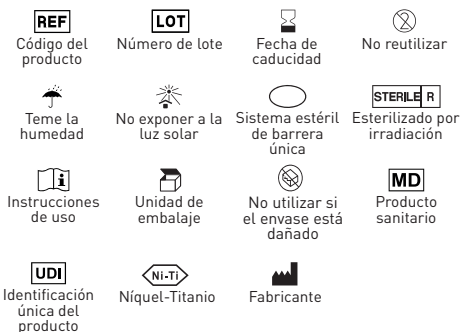 REF
Código del
producto
LOT
Número de lote
Fecha de
caducidad
2
No reutilizar
Teme la
humedad
No exponer a la
luz solar
Sistema estéril
de barrera
única
STERILE R
Esterilizado por
irradiación
i
Instrucciones
de uso
Unidad de
embalaje
No utilizar si
el envase está
dañado
MD
Producto
sanitario
UDI
Identificación
única del
producto
Ni-Ti
Níquel-Titanio
Fabricante